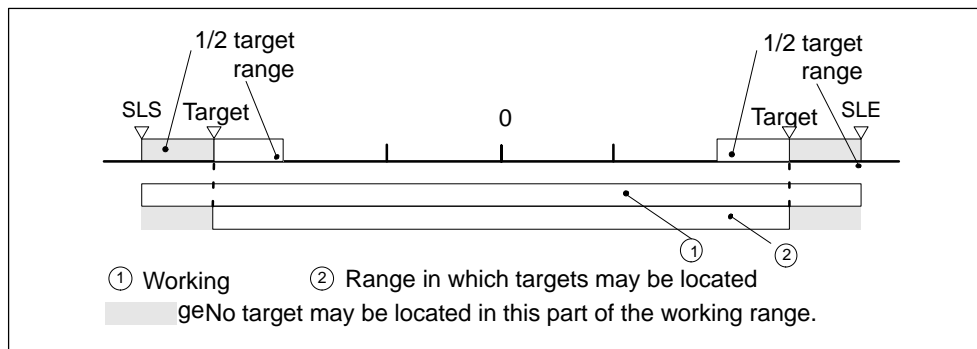 1/2 target range
1/2 target range
SLS Target 0 Target SLE
1
2
1 Working
2 Range in which targets may be located
geNo target may be located in this part of the working range.